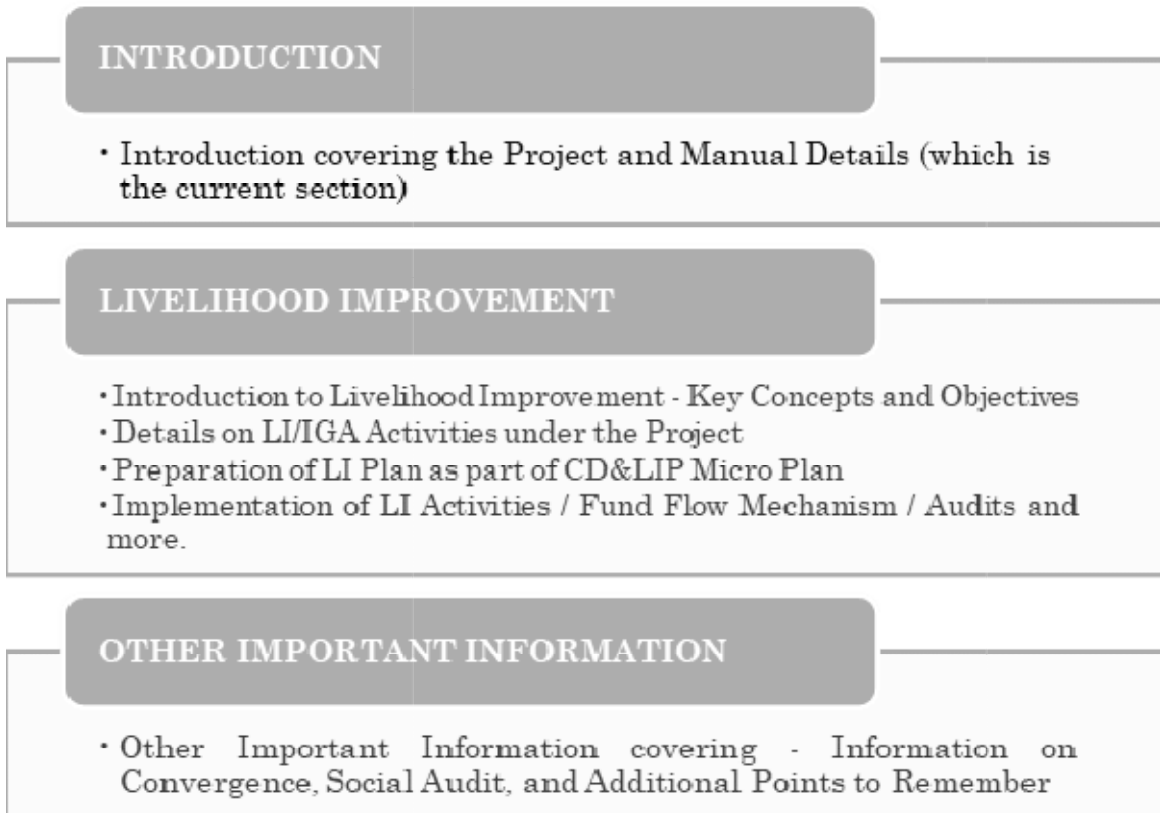 INTRODUCTION
• Introduction covering the Project and Manual Details (which is
the current section)
LIVELIHOOD IMPROVEMENT
• Introduction to Livelihood Improvement - Key Concepts and Objectives
• Details on LI/IGA Activities under the Project
• Preparation of LI Plan as part of CD&LIP Micro Plan
• Implementation of LI Activities / Fund Flow Mechanism / Audits and
more.
OTHER IMPORTANT INFORMATION
• Other Important Information covering - Information on
Convergence, Social Audit, and Additional Points to Remember